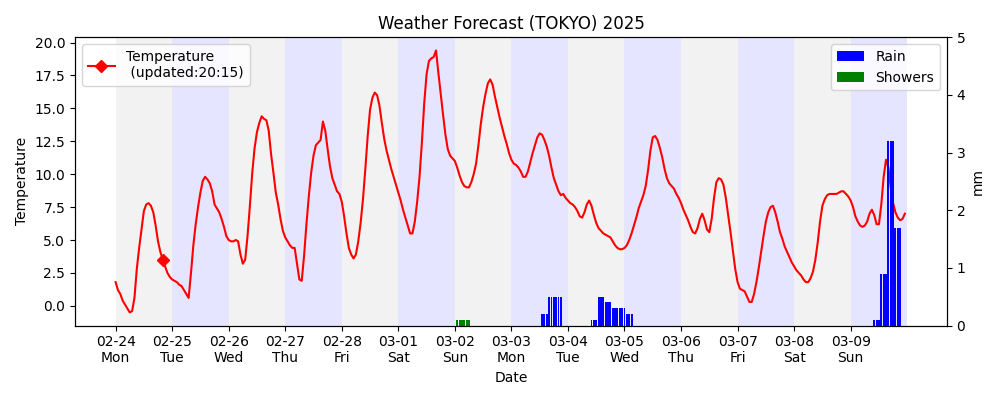 Weather Forecast (TOKYO) 2025
Temperature
(updated:20:15)
Rain
Showers
20.0
17.5
15.0
12.5
10.0
7.5
5.0
2.5
0.0
Temperature
5
4
3
2
1
0
mm
02-24 02-25 02-26 02-27 02-28 03-01 03-02 03-03 03-04 03-05 03-06 03-07 03-08 03-09
Mon Tue Wed Thu Fri Sat Sun Mon Tue Wed Thu Fri Sat Sun
Date